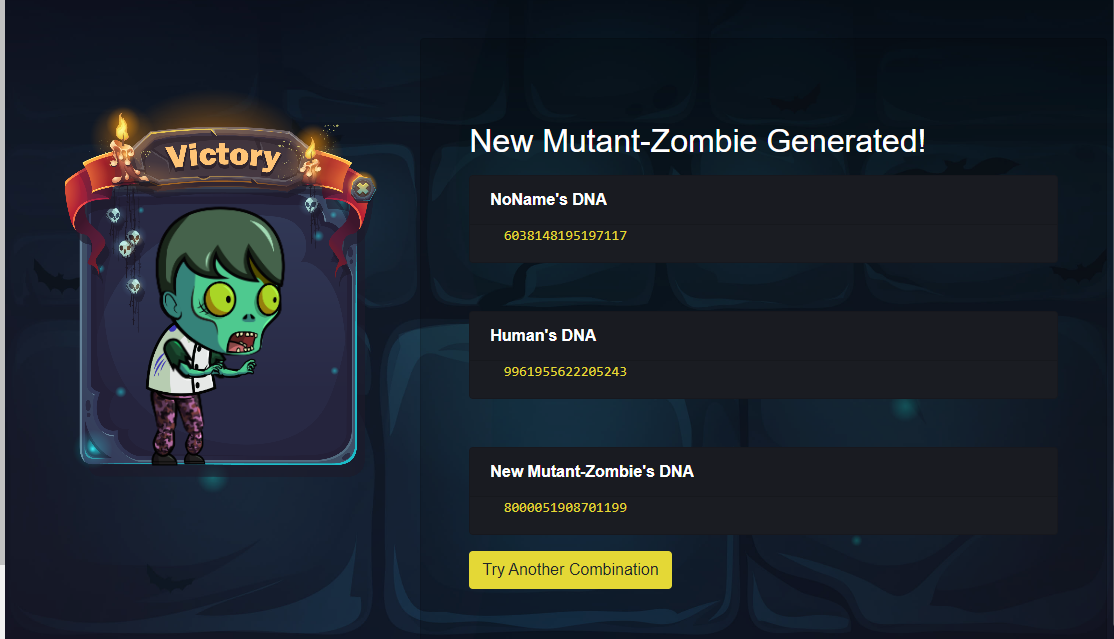 Victory
New Mutant-Zombie Generated!
NoName's DNA
6038148195197117
Human's DNA
9961955622205243
New Mutant-Zombie's DNA
8000051908701199
Try Another Combination